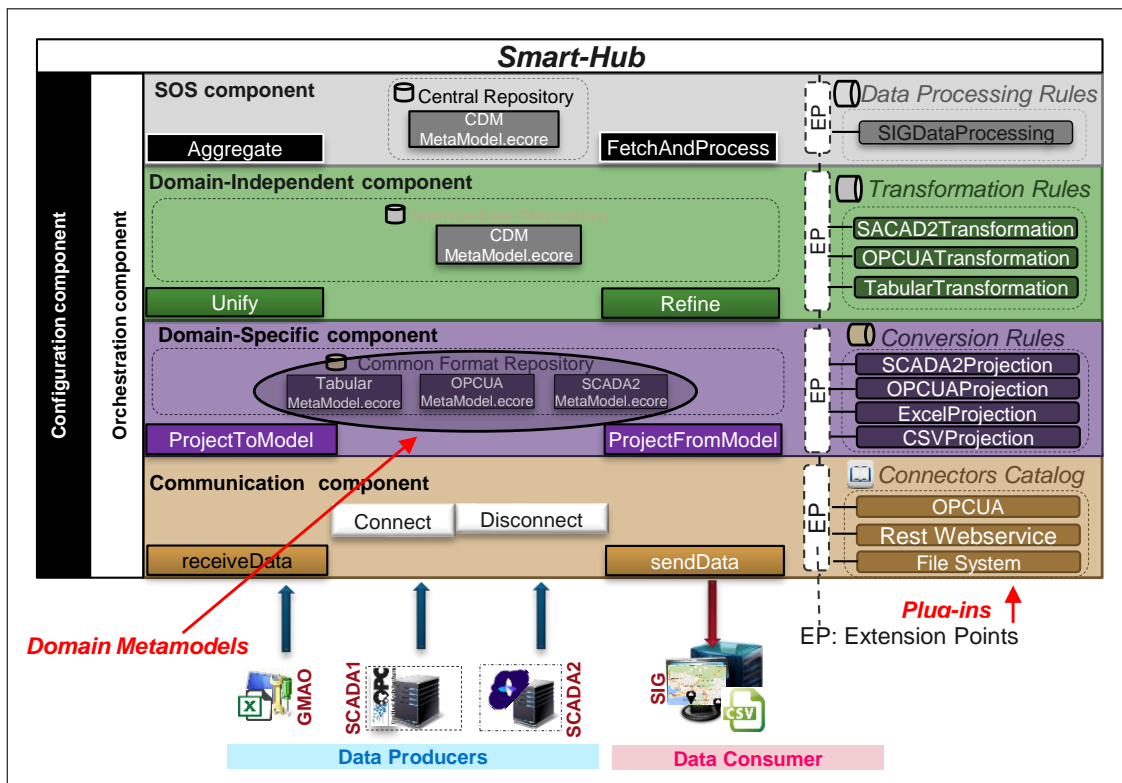 Smart-Hub
Configuration component
Orchestration component
SOS component
Central Repository
CDM
MetaModel.ecore
Aggregate
FetchAndProcess
EP
Data Processing Rules
SIGDataProcessing
Domain-Independent component
Intermediate Repository
CDM
MetaModel.ecore
Unify
Refine
EP
Transformation Rules
SACAD2Transformation
OPCUATransformation
TabularTransformation
Domain-Specific component
Common Format Repository
Tabular
MetaModel.ecore
OPCUA
MetaModel.ecore
SCADA2
MetaModel.ecore
ProjectToModel
ProjectFromModel
EP
Conversion Rules
SCADA2Projection
OPCUAProjection
ExcelProjection
CSVProjection
Communication component
Connect
Disconnect
receiveData
sendData
EP
Connectors Catalog
OPCUA
Rest Webservice
File System
Domain Metamodels
Plug-ins
EP: Extension Points
X
GMAO
SCADA1
OPC
SCADA2
SIG
CSV
Data Producers
Data Consumer